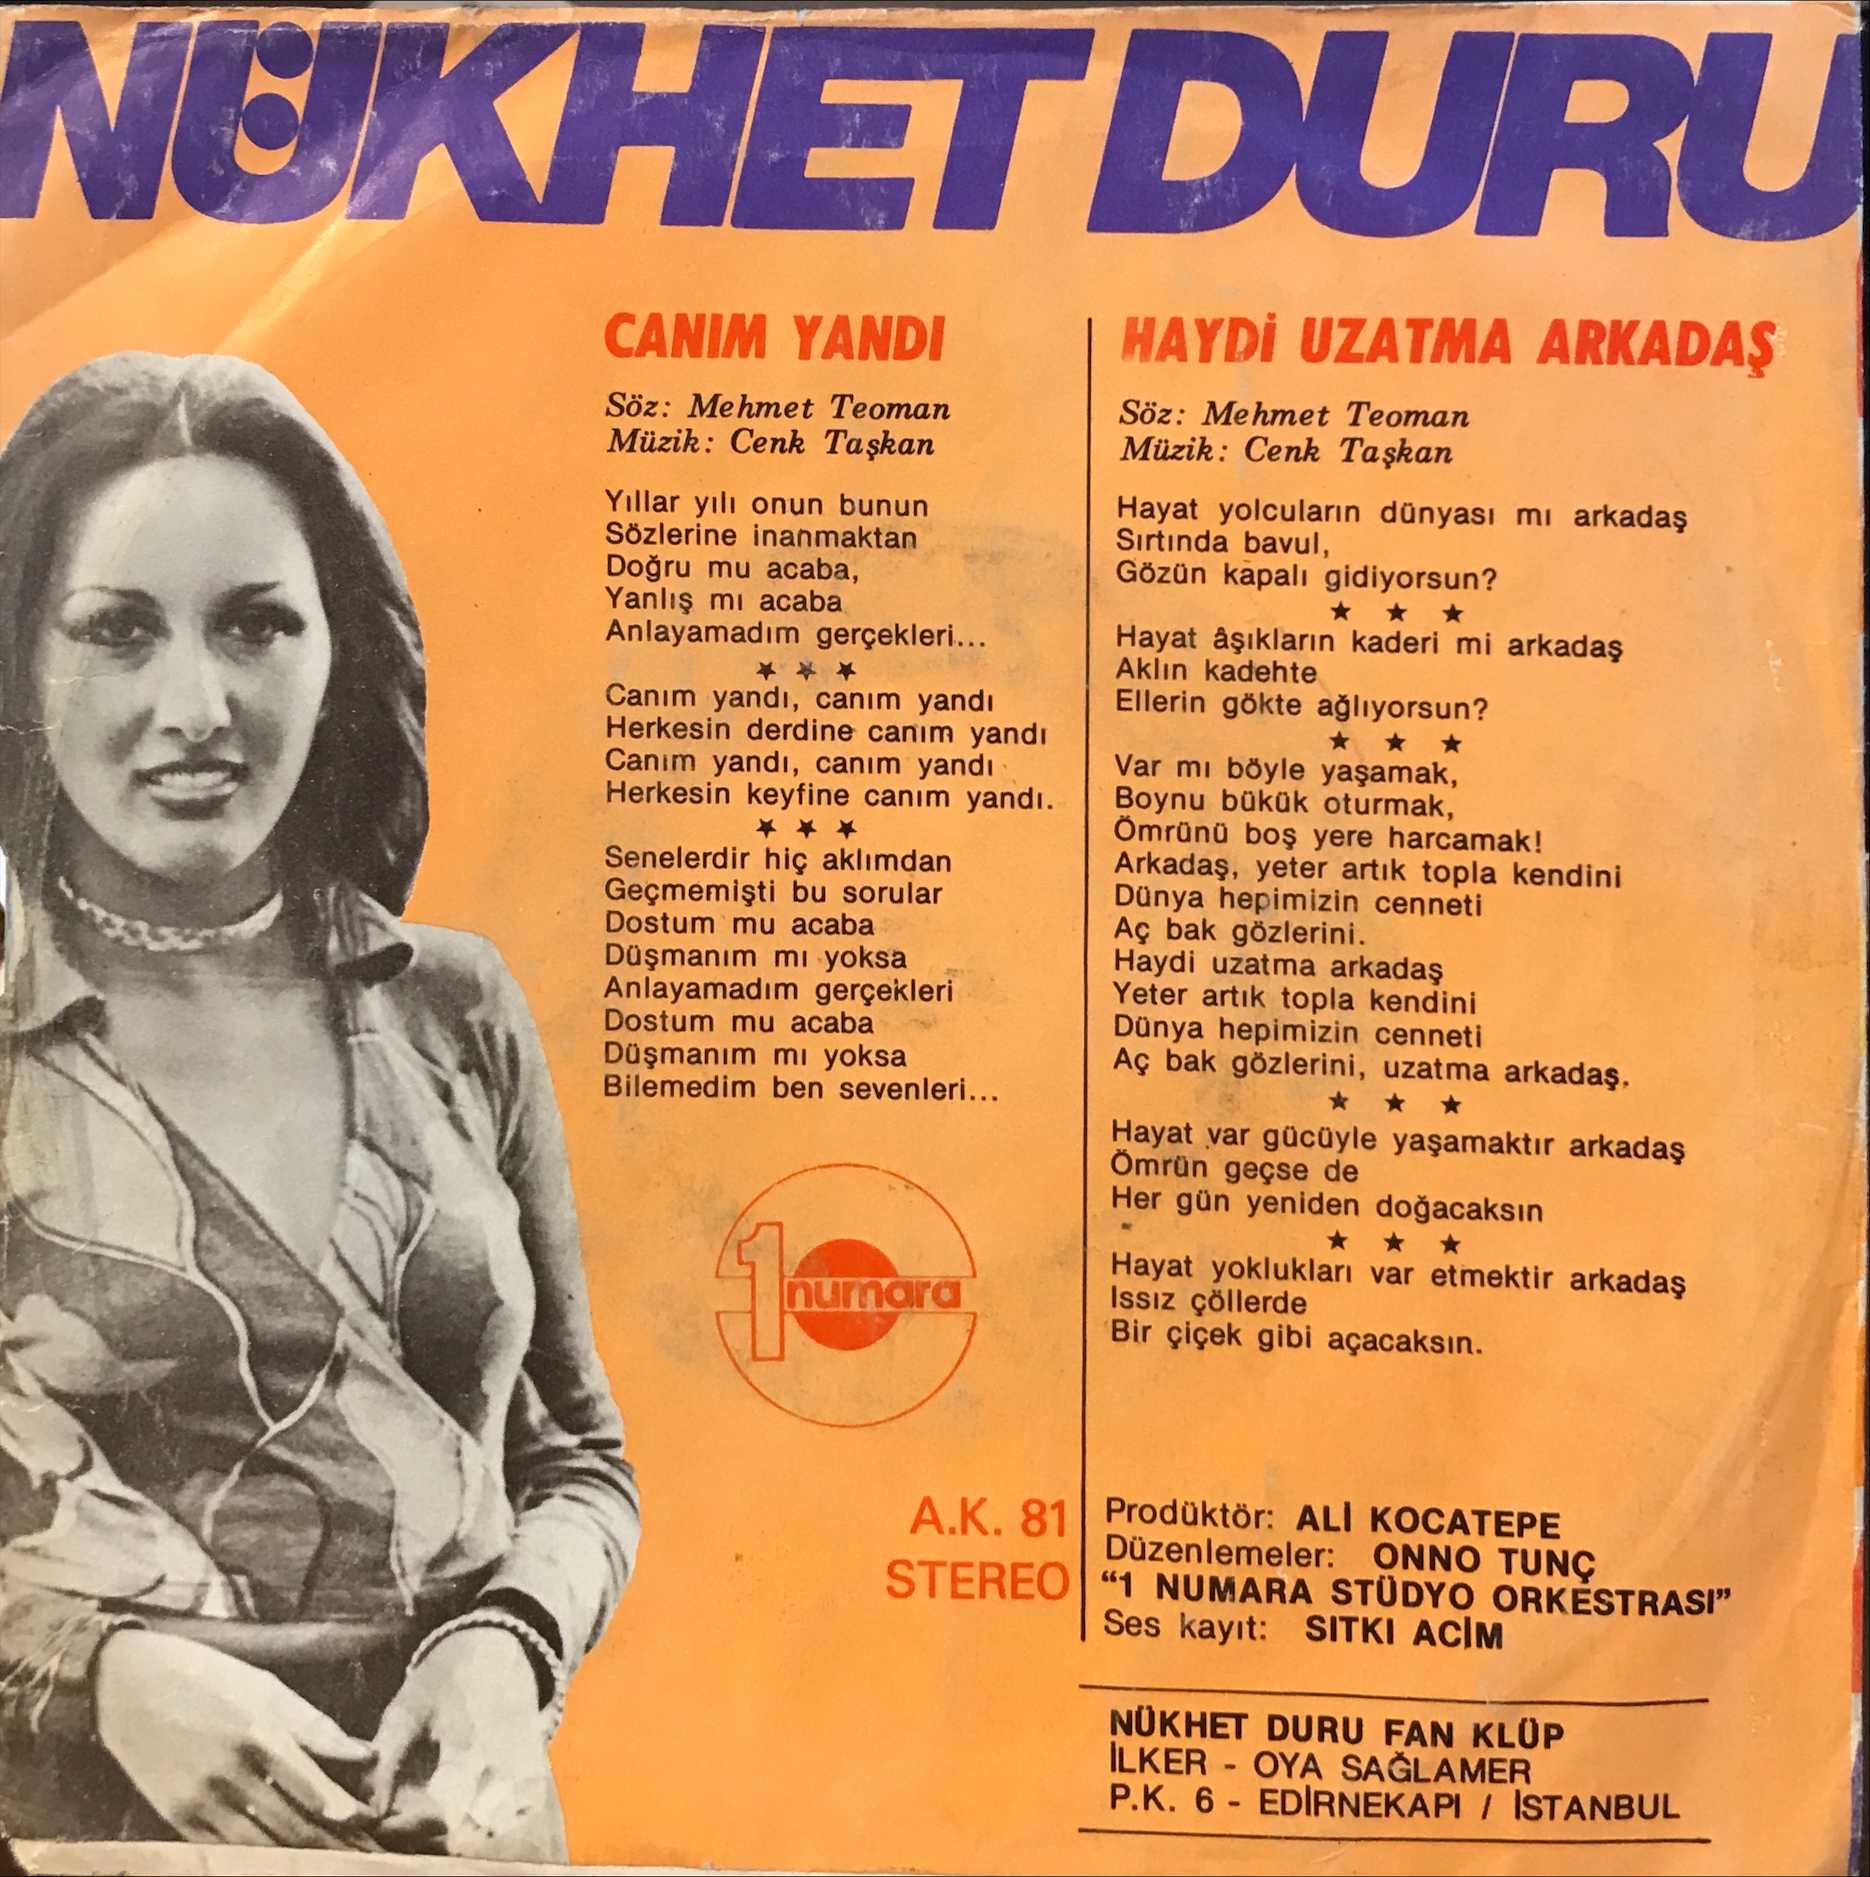 NÜKHET DURU
CANIM YANDI
Söz: Mehmet Teoman
Müzik: Cenk Taşkan
Yıllar yılı onun bunun
Sözlerine inanmaktan
Doğru mu acaba,
Yanlış mı acaba
Anlayamadım gerçekleri...
★ ★ ★
Canım yandı, canım yandı
Herkesin derdine canım yandı
Canım yandı, canım yandı
Herkesin keyfine canım yandı.
★ ★ ★
Senelerdir hiç aklımdan
Geçmemişti bu sorular
Dostum mu acaba
Düşmanım mı yoksa
Anlayamadım gerçekleri
Dostum mu acaba
Düşmanım mı yoksa
Bilemedim ben sevenleri...
1 numara
A.K. 81
STEREO
HAYDİ UZATMA ARKADAŞ
Söz: Mehmet Teoman
Müzik: Cenk Taşkan
Hayat yolcuların dünyası mı arkadaş
Sırtında bavul,
Gözün kapalı gidiyorsun?
★ ★ ★
Hayat âşıkların kaderi mi arkadaş
Aklın kadehte
Ellerin gökte ağlıyorsun?
★ ★ ★
Var mı böyle yaşamak,
Boynu bükük oturmak,
Ömrünü boş yere harcamak!
Arkadaş, yeter artık topla kendini
Dünya hepimizin cenneti
Aç bak gözlerini.
Haydi uzatma arkadaş
Yeter artık topla kendini
Dünya hepimizin cenneti
Aç bak gözlerini, uzatma arkadaş.
★ ★ ★
Hayat var gücüyle yaşamaktır arkadaş
Ömrün geçse de
Her gün yeniden doğacaksın
★ ★ ★
Hayat yoklukları var etmektir arkadaş
Issız çöllerde
Bir çiçek gibi açacaksın.
Prodüktör: ALİ KOCATEPE
Düzenlemeler: ONNO TUNÇ
“1 NUMARA STÜDYO ORKESTRASI”
Ses kayıt: SITKI ACİM
NÜKHET DURU FAN KLÜP
İLKER - OYA SAĞLAMER
P.K. 6 - EDİRNEKAPI / İSTANBUL